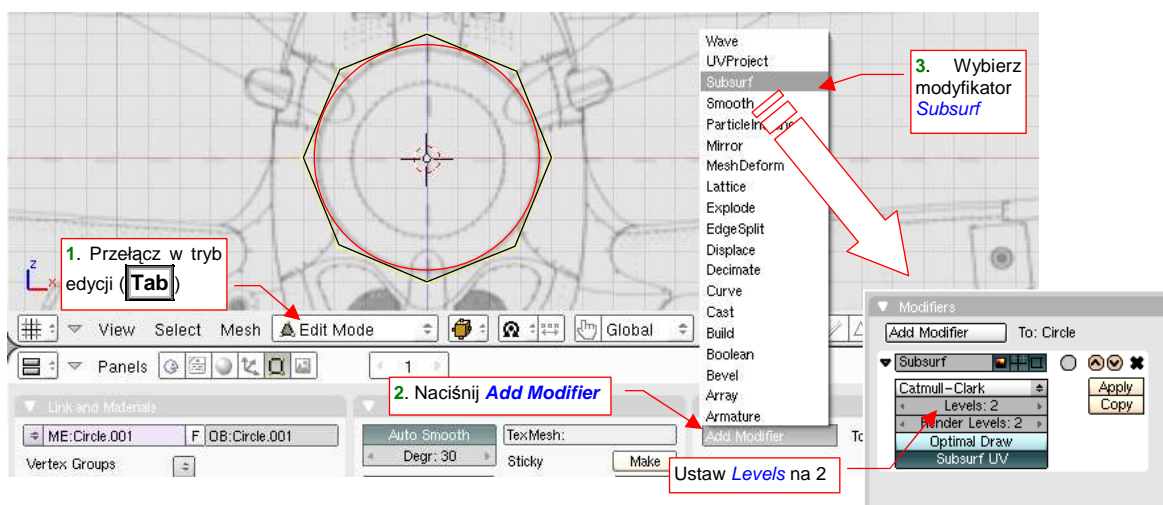 Wave
UVProject
Subsurf
Smooth
Mirror
MeshDeform
Lattice
Explode
EdgeSplit
Displace
Decimate
Curve
Cast
Build
Boolean
Bevel
Array
Armature
3. Wybierz
modyfikator
Subsurf
1. Przełącz w tryb
edycji (Tab)
z
x
View Select Mesh Edit Mode Global
Panels 1
2. Naciśnij Add Modifier
Link and Materials
ME:Circle.001 F OB:Circle.001
Vertex Groups
Auto Smooth
Degr: 30
TexMesh:
Sticky Make
Add Modifier To
Ustaw Levels na 2
Modifiers
Add Modifier To: Circle
Subsurf
Catmull-Clark Apply
Levels: 2 Copy
Render Levels: 2
Optimal Draw
Subsurf UV